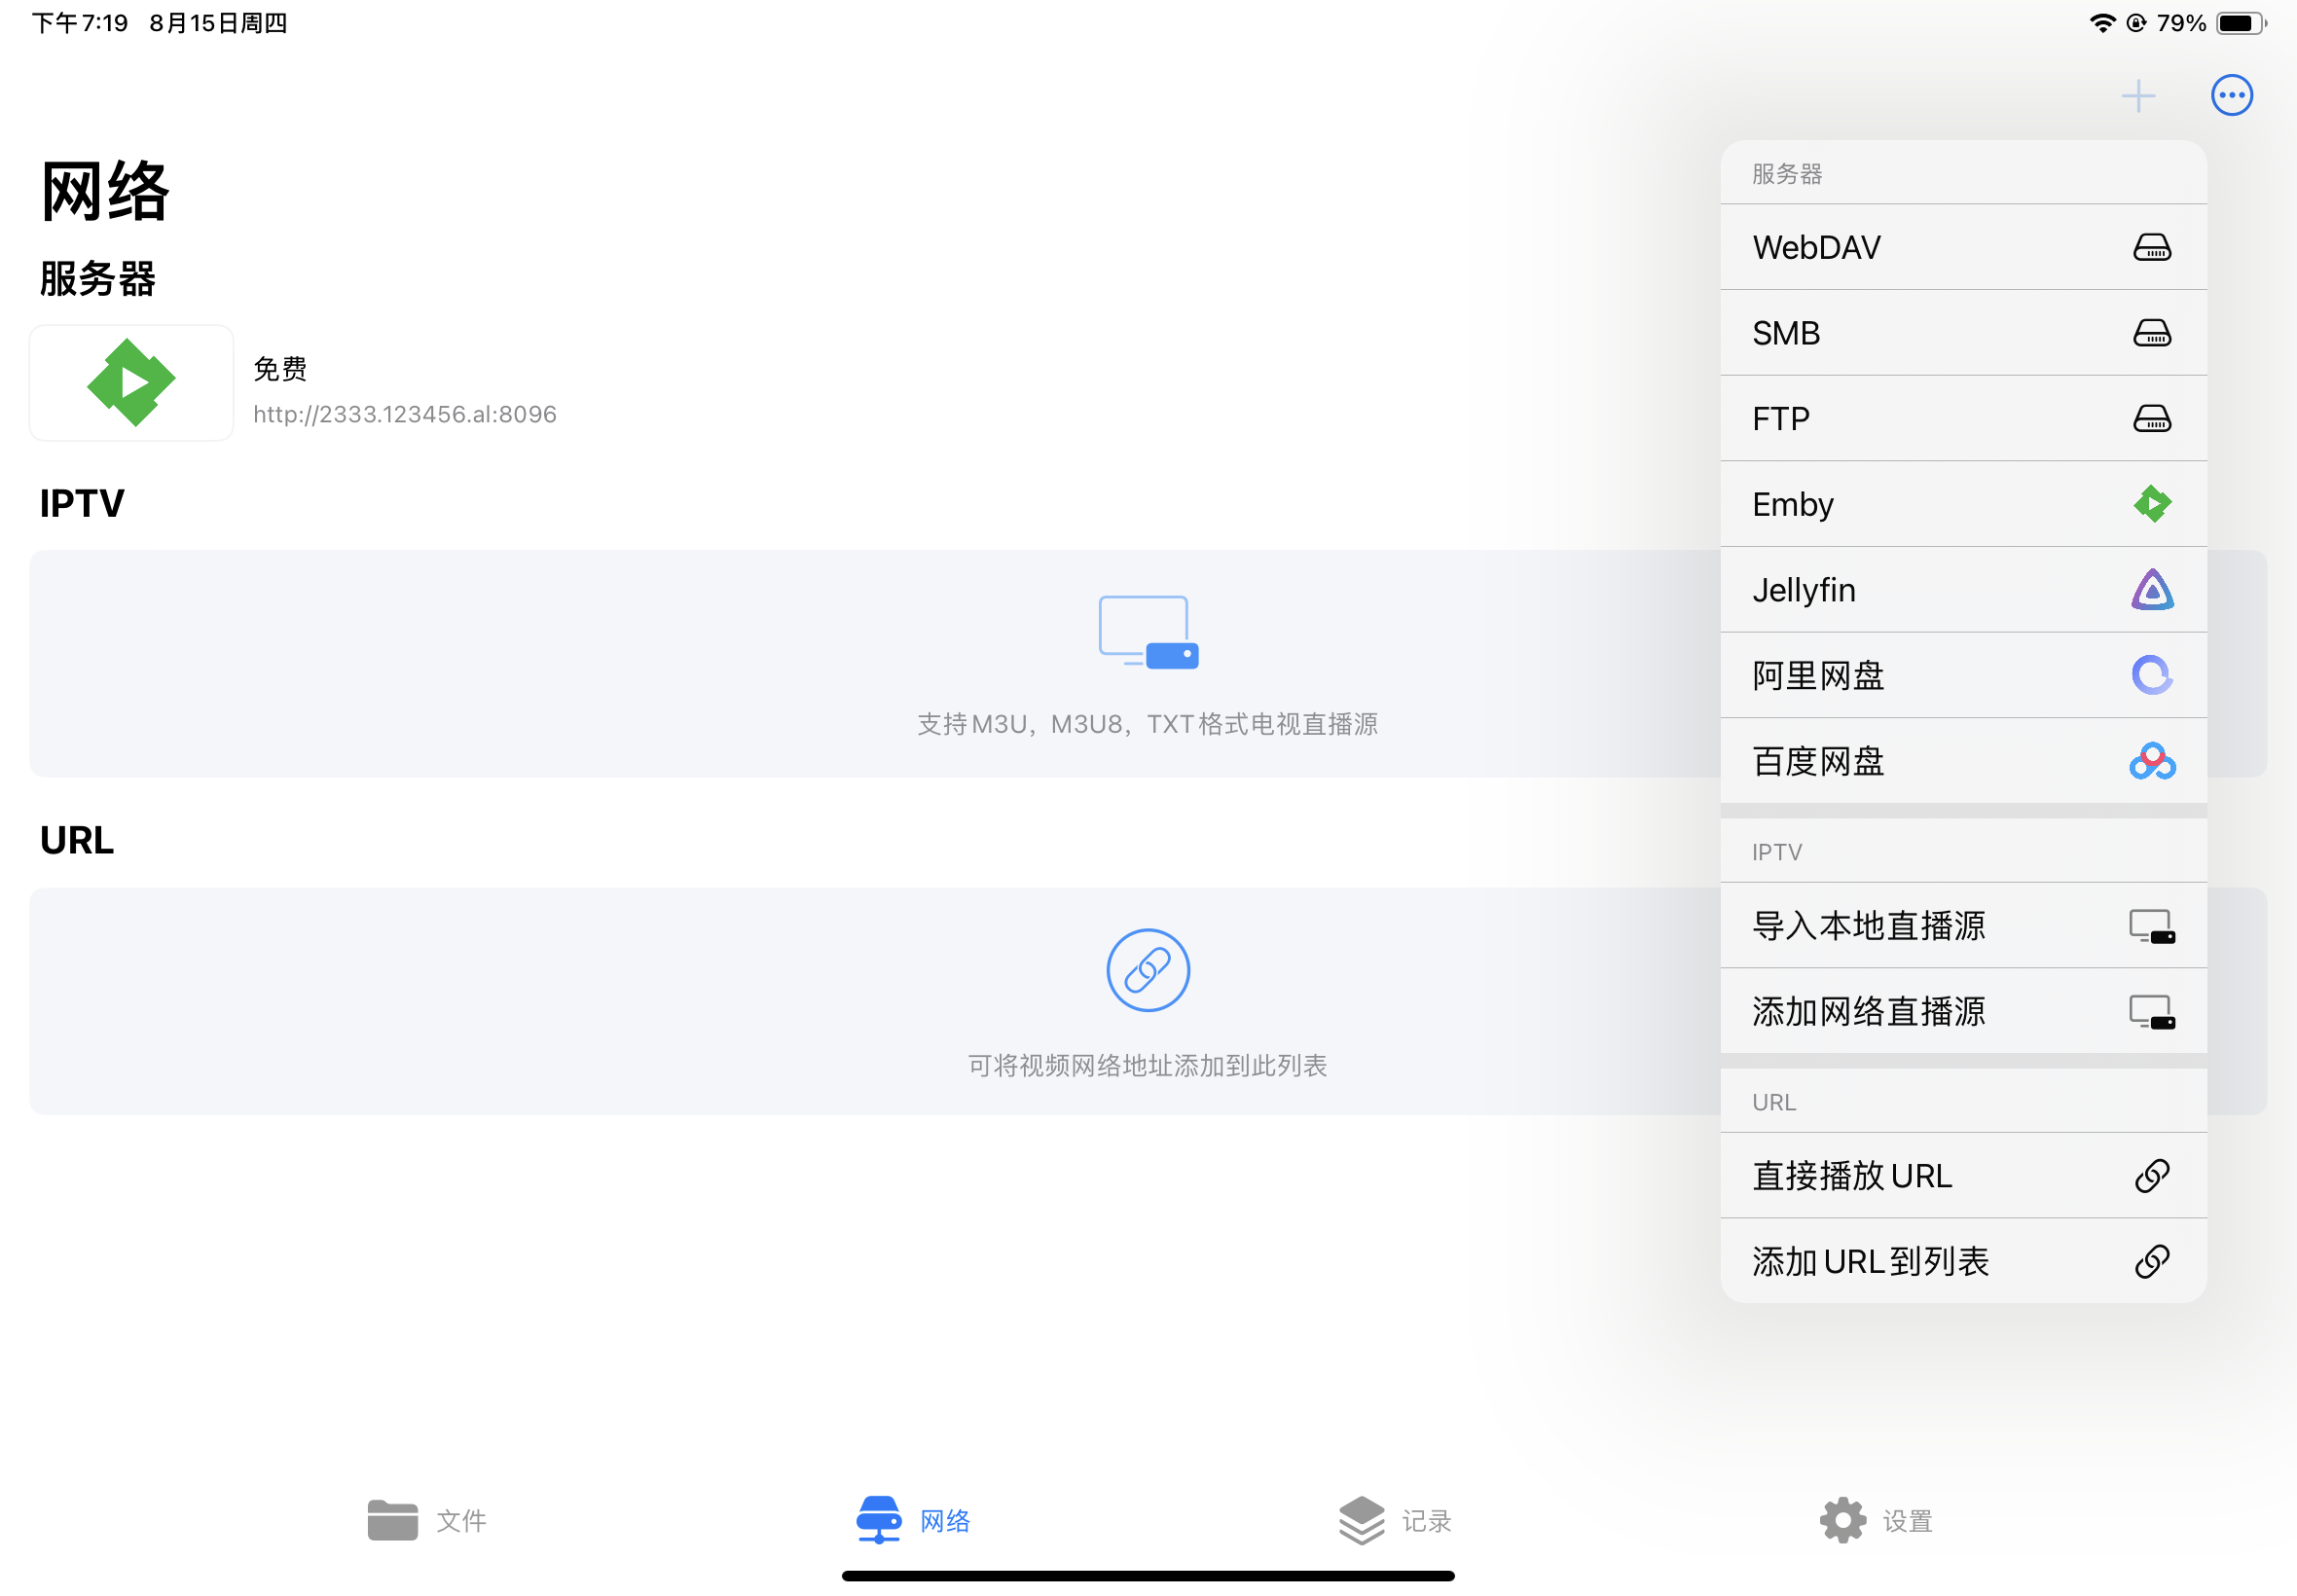 下午7:19 8月15日周四
79%
网络
服务器
免费
http://2333.123456.al:8096
IPTV
支持M3U，M3U8，TXT格式电视直播源
URL
可将视频网络地址添加到此列表
服务器
WebDAV
SMB
FTP
Emby
Jellyfin
阿里网盘
百度网盘
IPTV
导入本地直播源
添加网络直播源
URL
直接播放URL
添加URL到列表
文件
网络
记录
设置